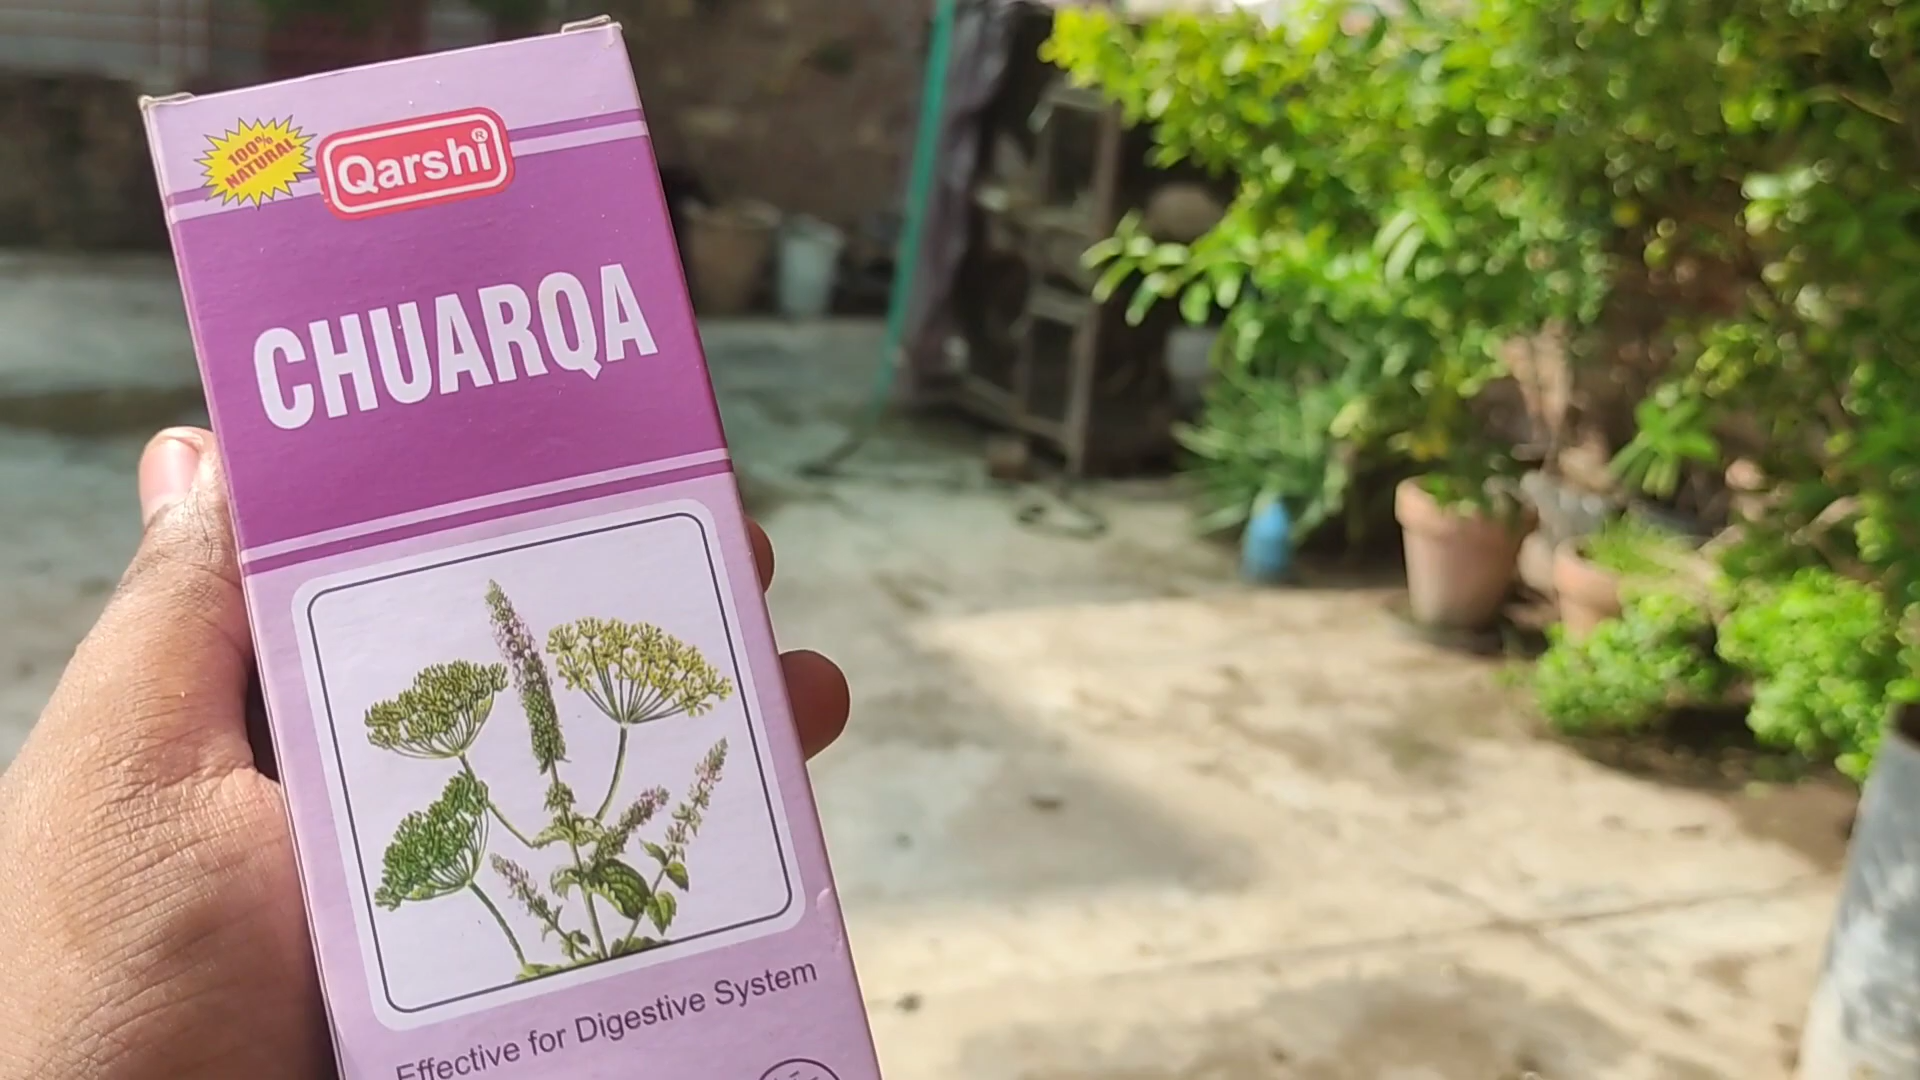 100%
NATURAL
Qarshi®
CHUARQA
Effective for Digestive System